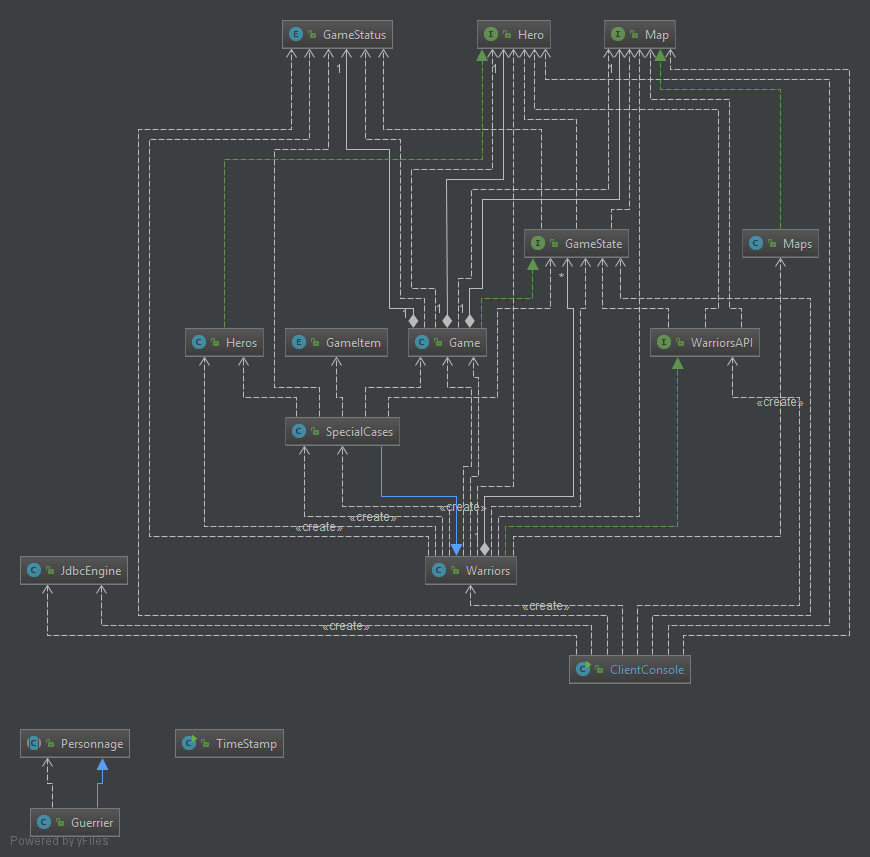 E GameStatus
I Hero
I Map
1
1
1
I GameState
C Maps
*
1
1
1
C Heros
E GameItem
C Game
I WarriorsAPI
«create»
C SpecialCases
«create»
«create»
«create»
C JdbcEngine
C Warriors
«create»
«create»
C ClientConsole
C Personnage
C TimeStamp
C Guerrier
Powered by yFiles